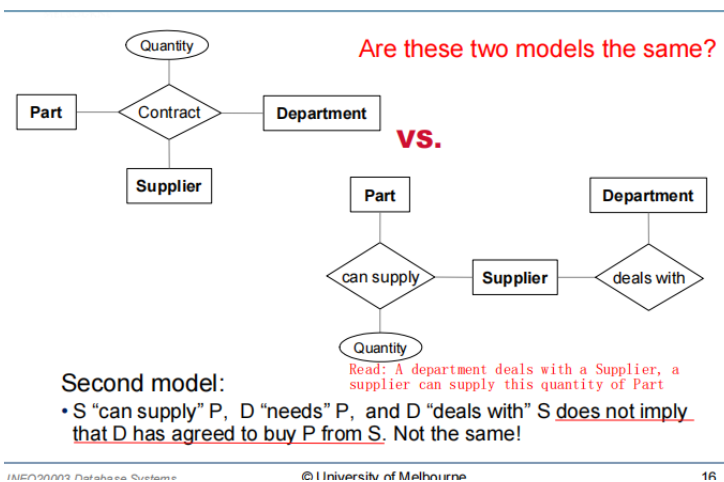 Quantity
Are these two models the same?
Part
Contract
Department
vs.
Supplier
Part
Department
can supply
Supplier
deals with
Quantity
Read: A department deals with a Supplier, a
supplier can supply this quantity of Part
Second model:
• S “can supply” P, D “needs” P, and D “deals with” S does not imply
that D has agreed to buy P from S. Not the same!
INFO20003 Database Systems
© University of Melbourne
16